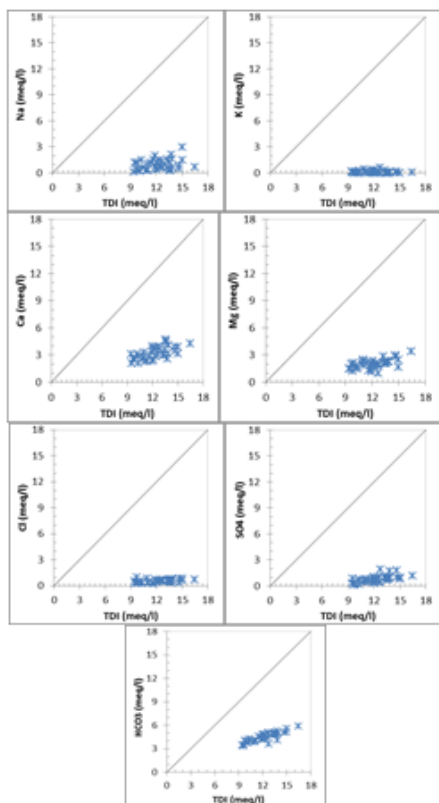 Na (meq/l)
18
15
12
9
6
3
0
0 3 6 9 12 15 18
TDI (meq/l)
K (meq/l)
18
15
12
9
6
3
0
0 3 6 9 12 15 18
TDI (meq/l)
Ca (meq/l)
18
15
12
9
6
3
0
0 3 6 9 12 15 18
TDI (meq/l)
Mg (meq/l)
18
15
12
9
6
3
0
0 3 6 9 12 15 18
TDI (meq/l)
Cl (meq/l)
18
15
12
9
6
3
0
0 3 6 9 12 15 18
TDI (meq/l)
SO4 (meq/l)
18
15
12
9
6
3
0
0 3 6 9 12 15 18
TDI (meq/l)
HCO3 (meq/l)
18
15
12
9
6
3
0
0 3 6 9 12 15 18
TDI (meq/l)